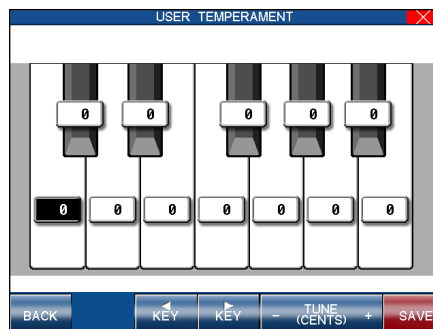 USER TEMPERAMENT
0 0 0 0 0
0 0 0 0 0 0 0
BACK KEY KEY - TUNE (CENTS) + SAVE